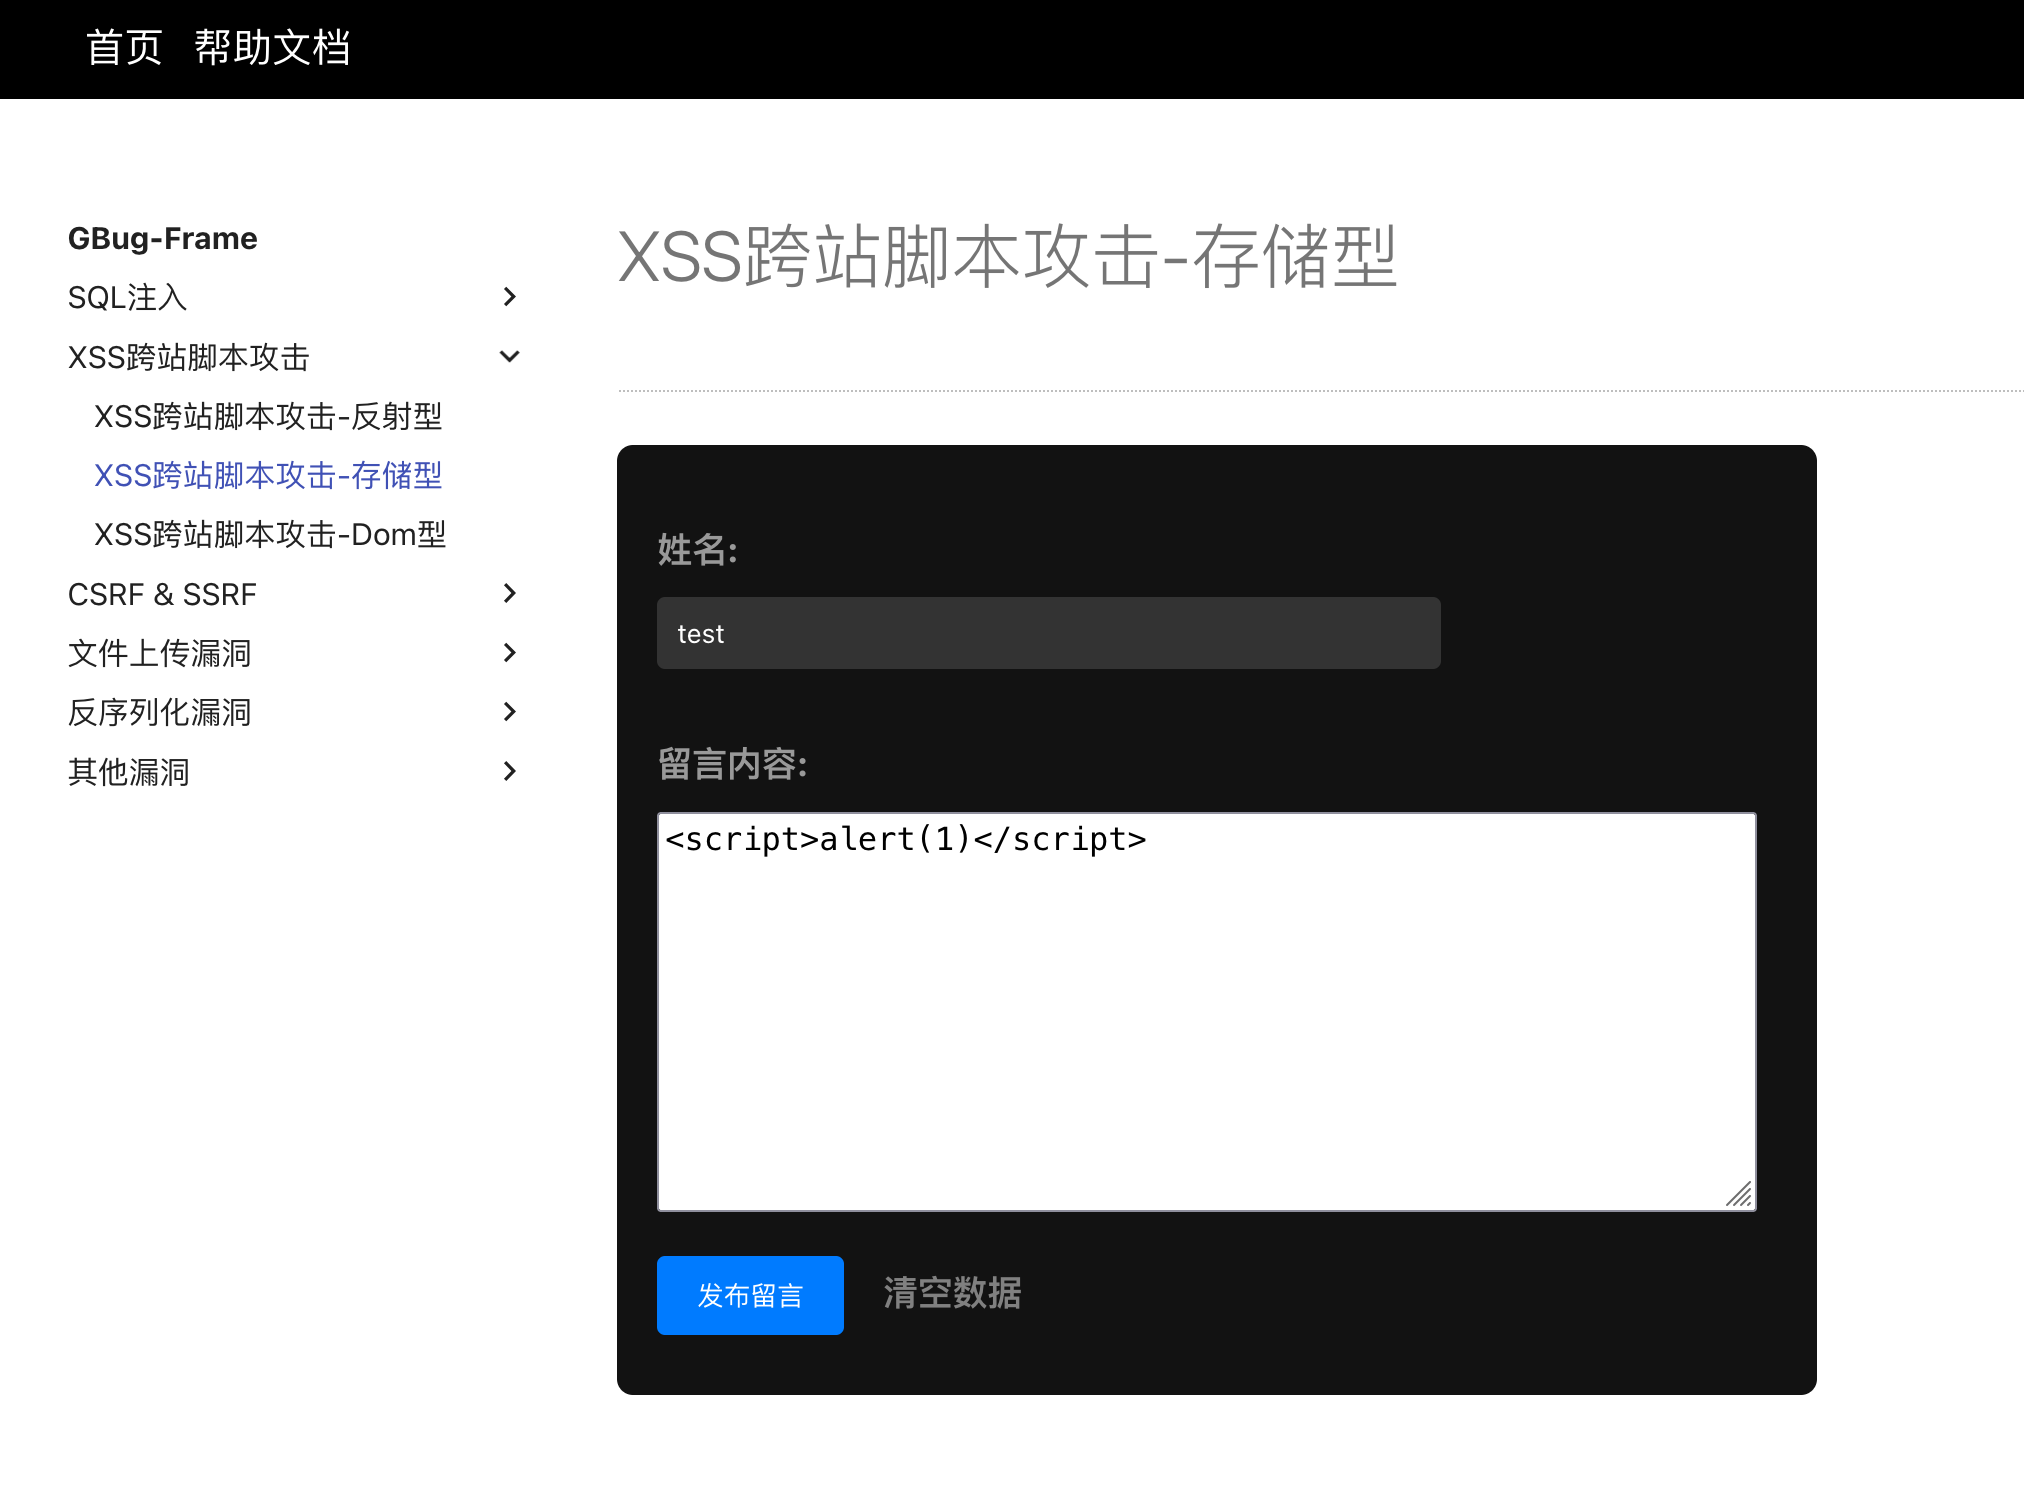 首页 帮助文档
GBug-Frame
SQL注入
XSS跨站脚本攻击
XSS跨站脚本攻击-反射型
XSS跨站脚本攻击-存储型
XSS跨站脚本攻击-Dom型
CSRF & SSRF
文件上传漏洞
反序列化漏洞
其他漏洞
XSS跨站脚本攻击-存储型
姓名:
test
留言内容:
<script>alert(1)</script>
发布留言 清空数据